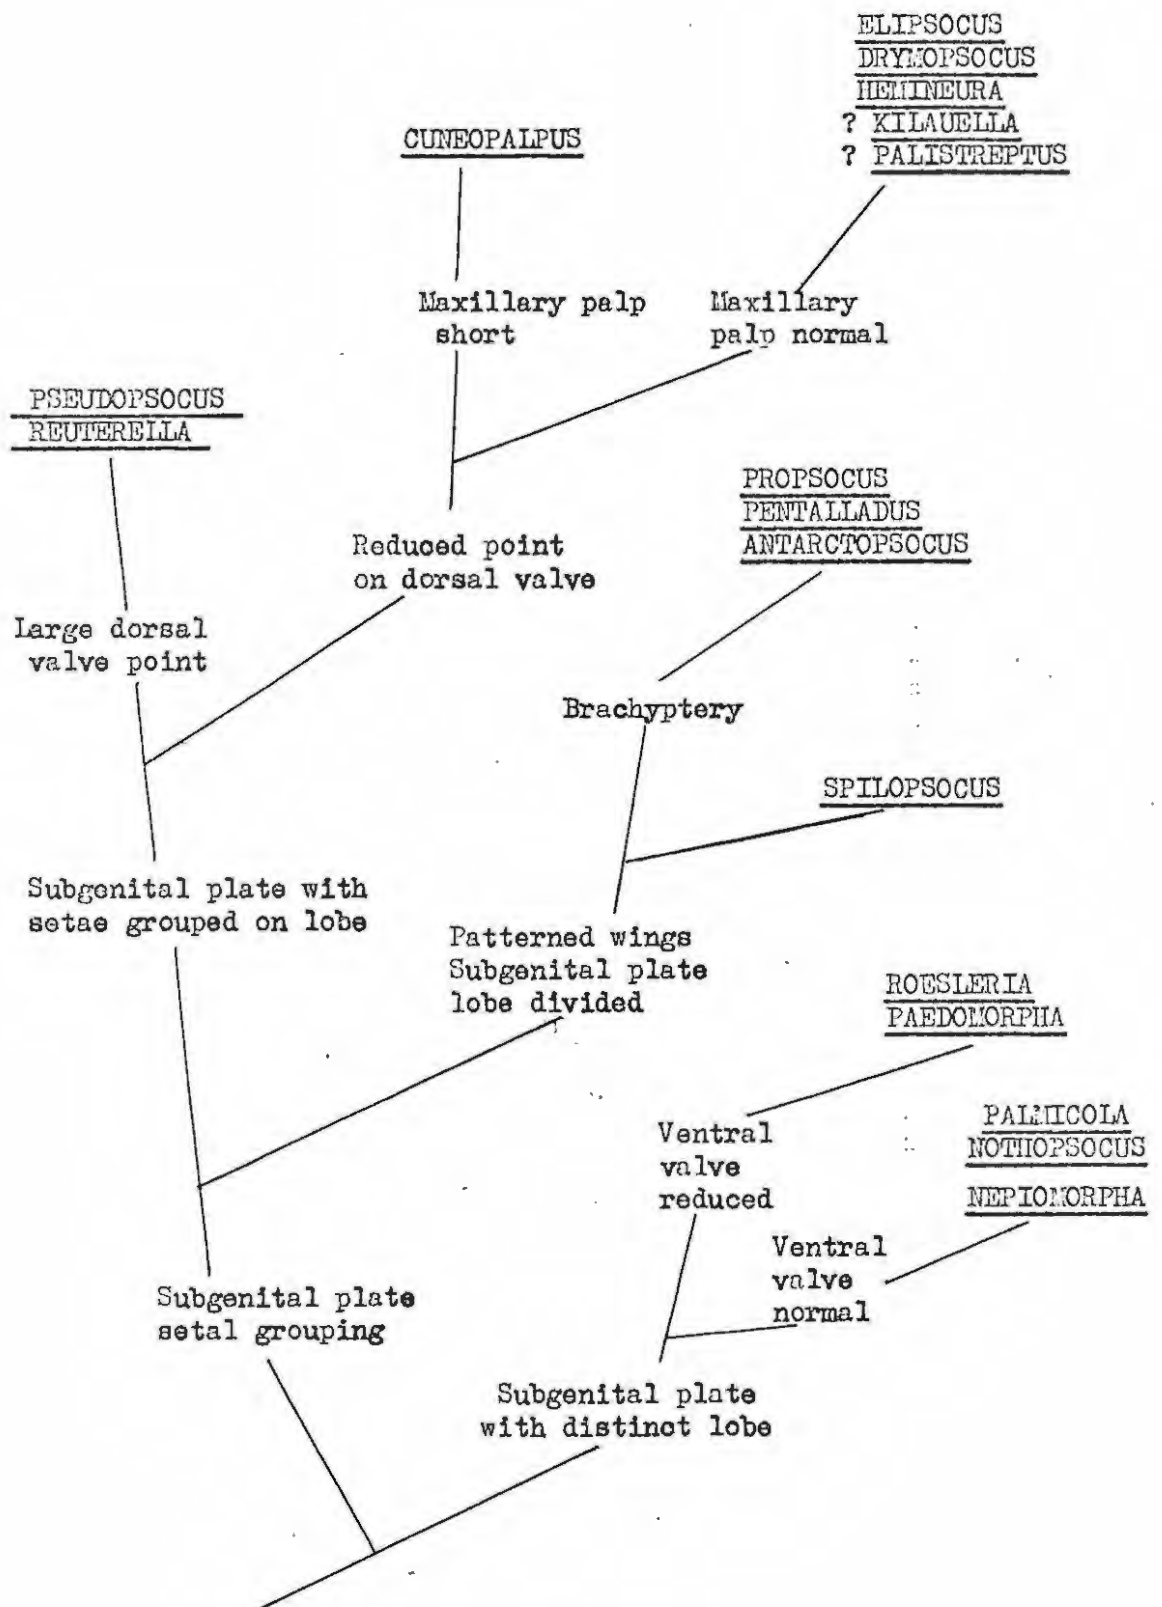 ELIPSOCUS
DRYMOPSOCUS
HEMINEURA
? KILAUELLA
? PALISTREPTUS
CUNEOPALPUS
Maxillary palp
short
Maxillary
palp normal
PSEUDOPSOCUS
REUTERELLA
Reduced point
on dorsal valve
PROPSOCUS
PENTALLADUS
ANTARCTOPSOCUS
Large dorsal
valve point
Brachyptery
SPILOPSOCUS
Subgenital plate with
setae grouped on lobe
Patterned wings
Subgenital plate
lobe divided
ROESLERIA
PAEDOMORPHA
Ventral
valve
reduced
PALMICOLA
NOTHOPSOCUS
NEPIOMORPHA
Ventral
valve
normal
Subgenital plate
setal grouping
Subgenital plate
with distinct lobe